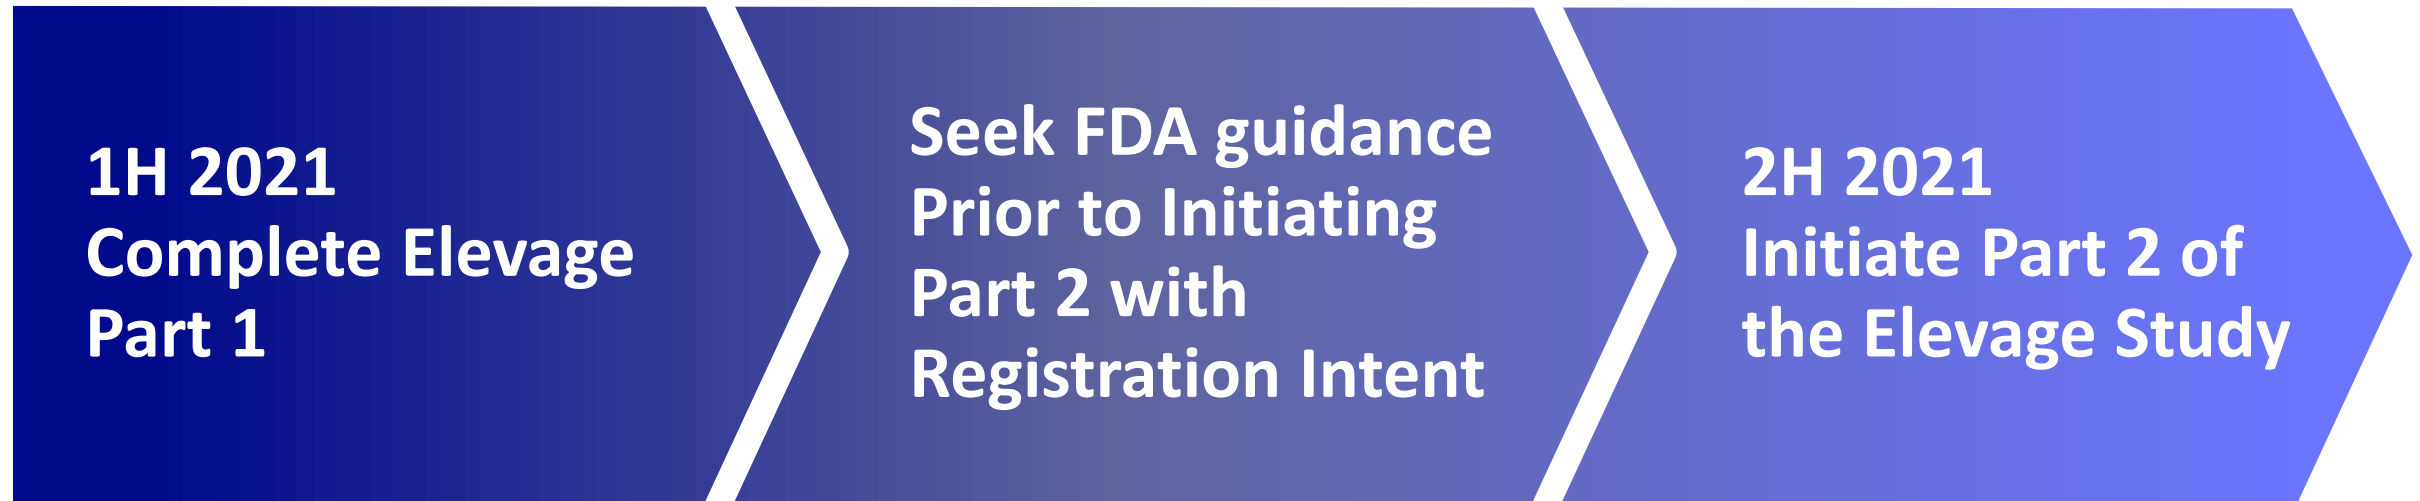 1H 2021
Complete Elevage
Part 1
Seek FDA guidance
Prior to Initiating
Part 2 with
Registration Intent
2H 2021
Initiate Part 2 of
the Elevage Study